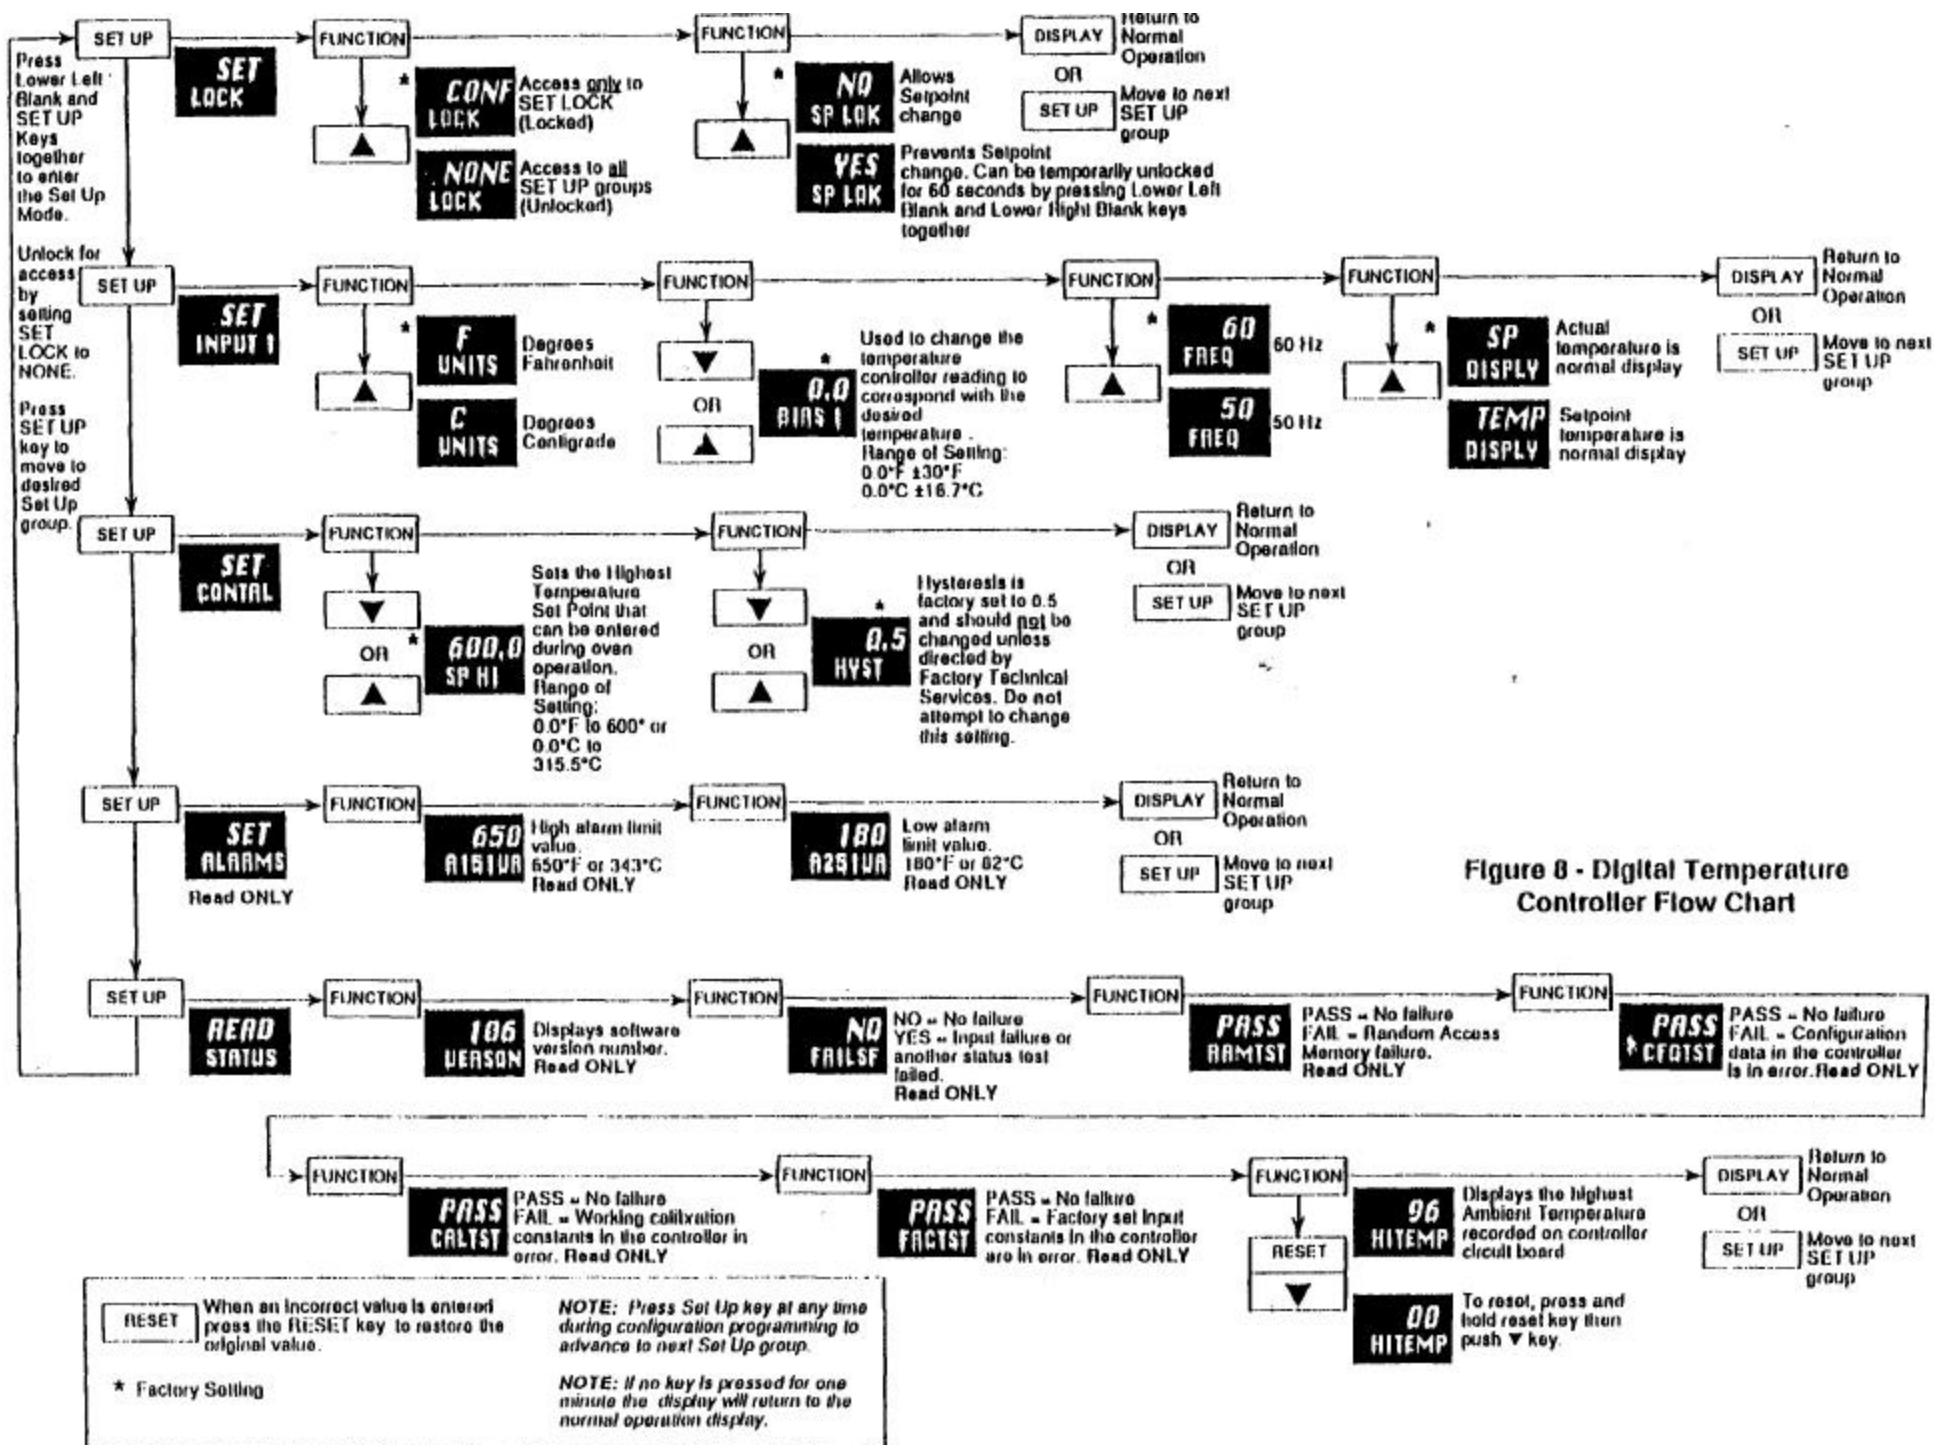 SET UP
SET
LOCK
FUNCTION
* CONF
LOCK
Access only to
SET LOCK
(Locked)
▲
NONE
LOCK
Access to all
SET UP groups
(Unlocked)
FUNCTION
* NO
SP LOK
Allows
Setpoint
change
▲
YES
SP LOK
Prevents Setpoint
change. Can be temporarily unlocked
for 60 seconds by pressing Lower Left
Blank and Lower Right Blank keys
together
DISPLAY
Return to
Normal
Operation
OR
SET UP
Move to next
SET UP
group
Press
Lower Left
Blank and
SET UP
Keys
together
to enter
the Set Up
Mode.
Unlock for
access
by
setting
SET
LOCK to
NONE.
Press
SET UP
key to
move to
desired
Set Up
group.
SET UP
SET
INPUT 1
FUNCTION
* F
UNITS
Degrees
Fahrenheit
▲
C
UNITS
Degrees
Centigrade
FUNCTION
▼
OR
▲
*
0.0
BIAS 1
Used to change the
temperature
controller reading to
correspond with the
desired
temperature .
Range of Setting:
0.0°F ±30°F
0.0°C ±16.7°C
FUNCTION
* 60
FREQ
60 Hz
▲
50
FREQ
50 Hz
FUNCTION
* SP
DISPLY
Actual
temperature is
normal display
▲
TEMP
DISPLY
Setpoint
temperature is
normal display
DISPLAY
Return to
Normal
Operation
OR
SET UP
Move to next
SET UP
group
SET UP
SET
CONTRL
FUNCTION
▼
OR
▲
* 600.0
SP HI
Sets the Highest
Temperature
Set Point that
can be entered
during oven
operation.
Range of
Setting:
0.0°F to 600° or
0.0°C to
315.5°C
FUNCTION
▼
OR
▲
*
0.5
HYST
Hysteresis is
factory set to 0.5
and should not be
changed unless
directed by
Factory Technical
Services. Do not
attempt to change
this setting.
DISPLAY
Return to
Normal
Operation
OR
SET UP
Move to next
SET UP
group
SET UP
SET
ALARMS
Read ONLY
FUNCTION
650
A1S1VA
High alarm limit
value.
650°F or 343°C
Read ONLY
FUNCTION
180
A2S1VA
Low alarm
limit value.
180°F or 82°C
Read ONLY
DISPLAY
Return to
Normal
Operation
OR
SET UP
Move to next
SET UP
group
Figure 8 - Digital Temperature
Controller Flow Chart
SET UP
READ
STATUS
FUNCTION
106
VERSON
Displays software
version number.
Read ONLY
FUNCTION
NO
FAILSF
NO = No failure
YES = Input failure or
another status test
failed.
Read ONLY
FUNCTION
PASS
RAMTST
PASS = No failure
FAIL = Random Access
Memory failure.
Read ONLY
FUNCTION
PASS
* CFGTST
PASS = No failure
FAIL = Configuration
data in the controller
is in error. Read ONLY
FUNCTION
PASS
CALTST
PASS = No failure
FAIL = Working calibration
constants in the controller in
error. Read ONLY
FUNCTION
PASS
FACTST
PASS = No failure
FAIL = Factory set Input
constants in the controller
are in error. Read ONLY
FUNCTION
RESET
▼
96
HITEMP
Displays the highest
Ambient Temperature
recorded on controller
circuit board
00
HITEMP
To reset, press and
hold reset key then
push ▼ key.
DISPLAY
Return to
Normal
Operation
OR
SET UP
Move to next
SET UP
group
RESET
When an incorrect value is entered
press the RESET key to restore the
original value.
* Factory Setting
NOTE: Press Set Up key at any time
during configuration programming to
advance to next Set Up group.
NOTE: If no key is pressed for one
minute the display will return to the
normal operation display.